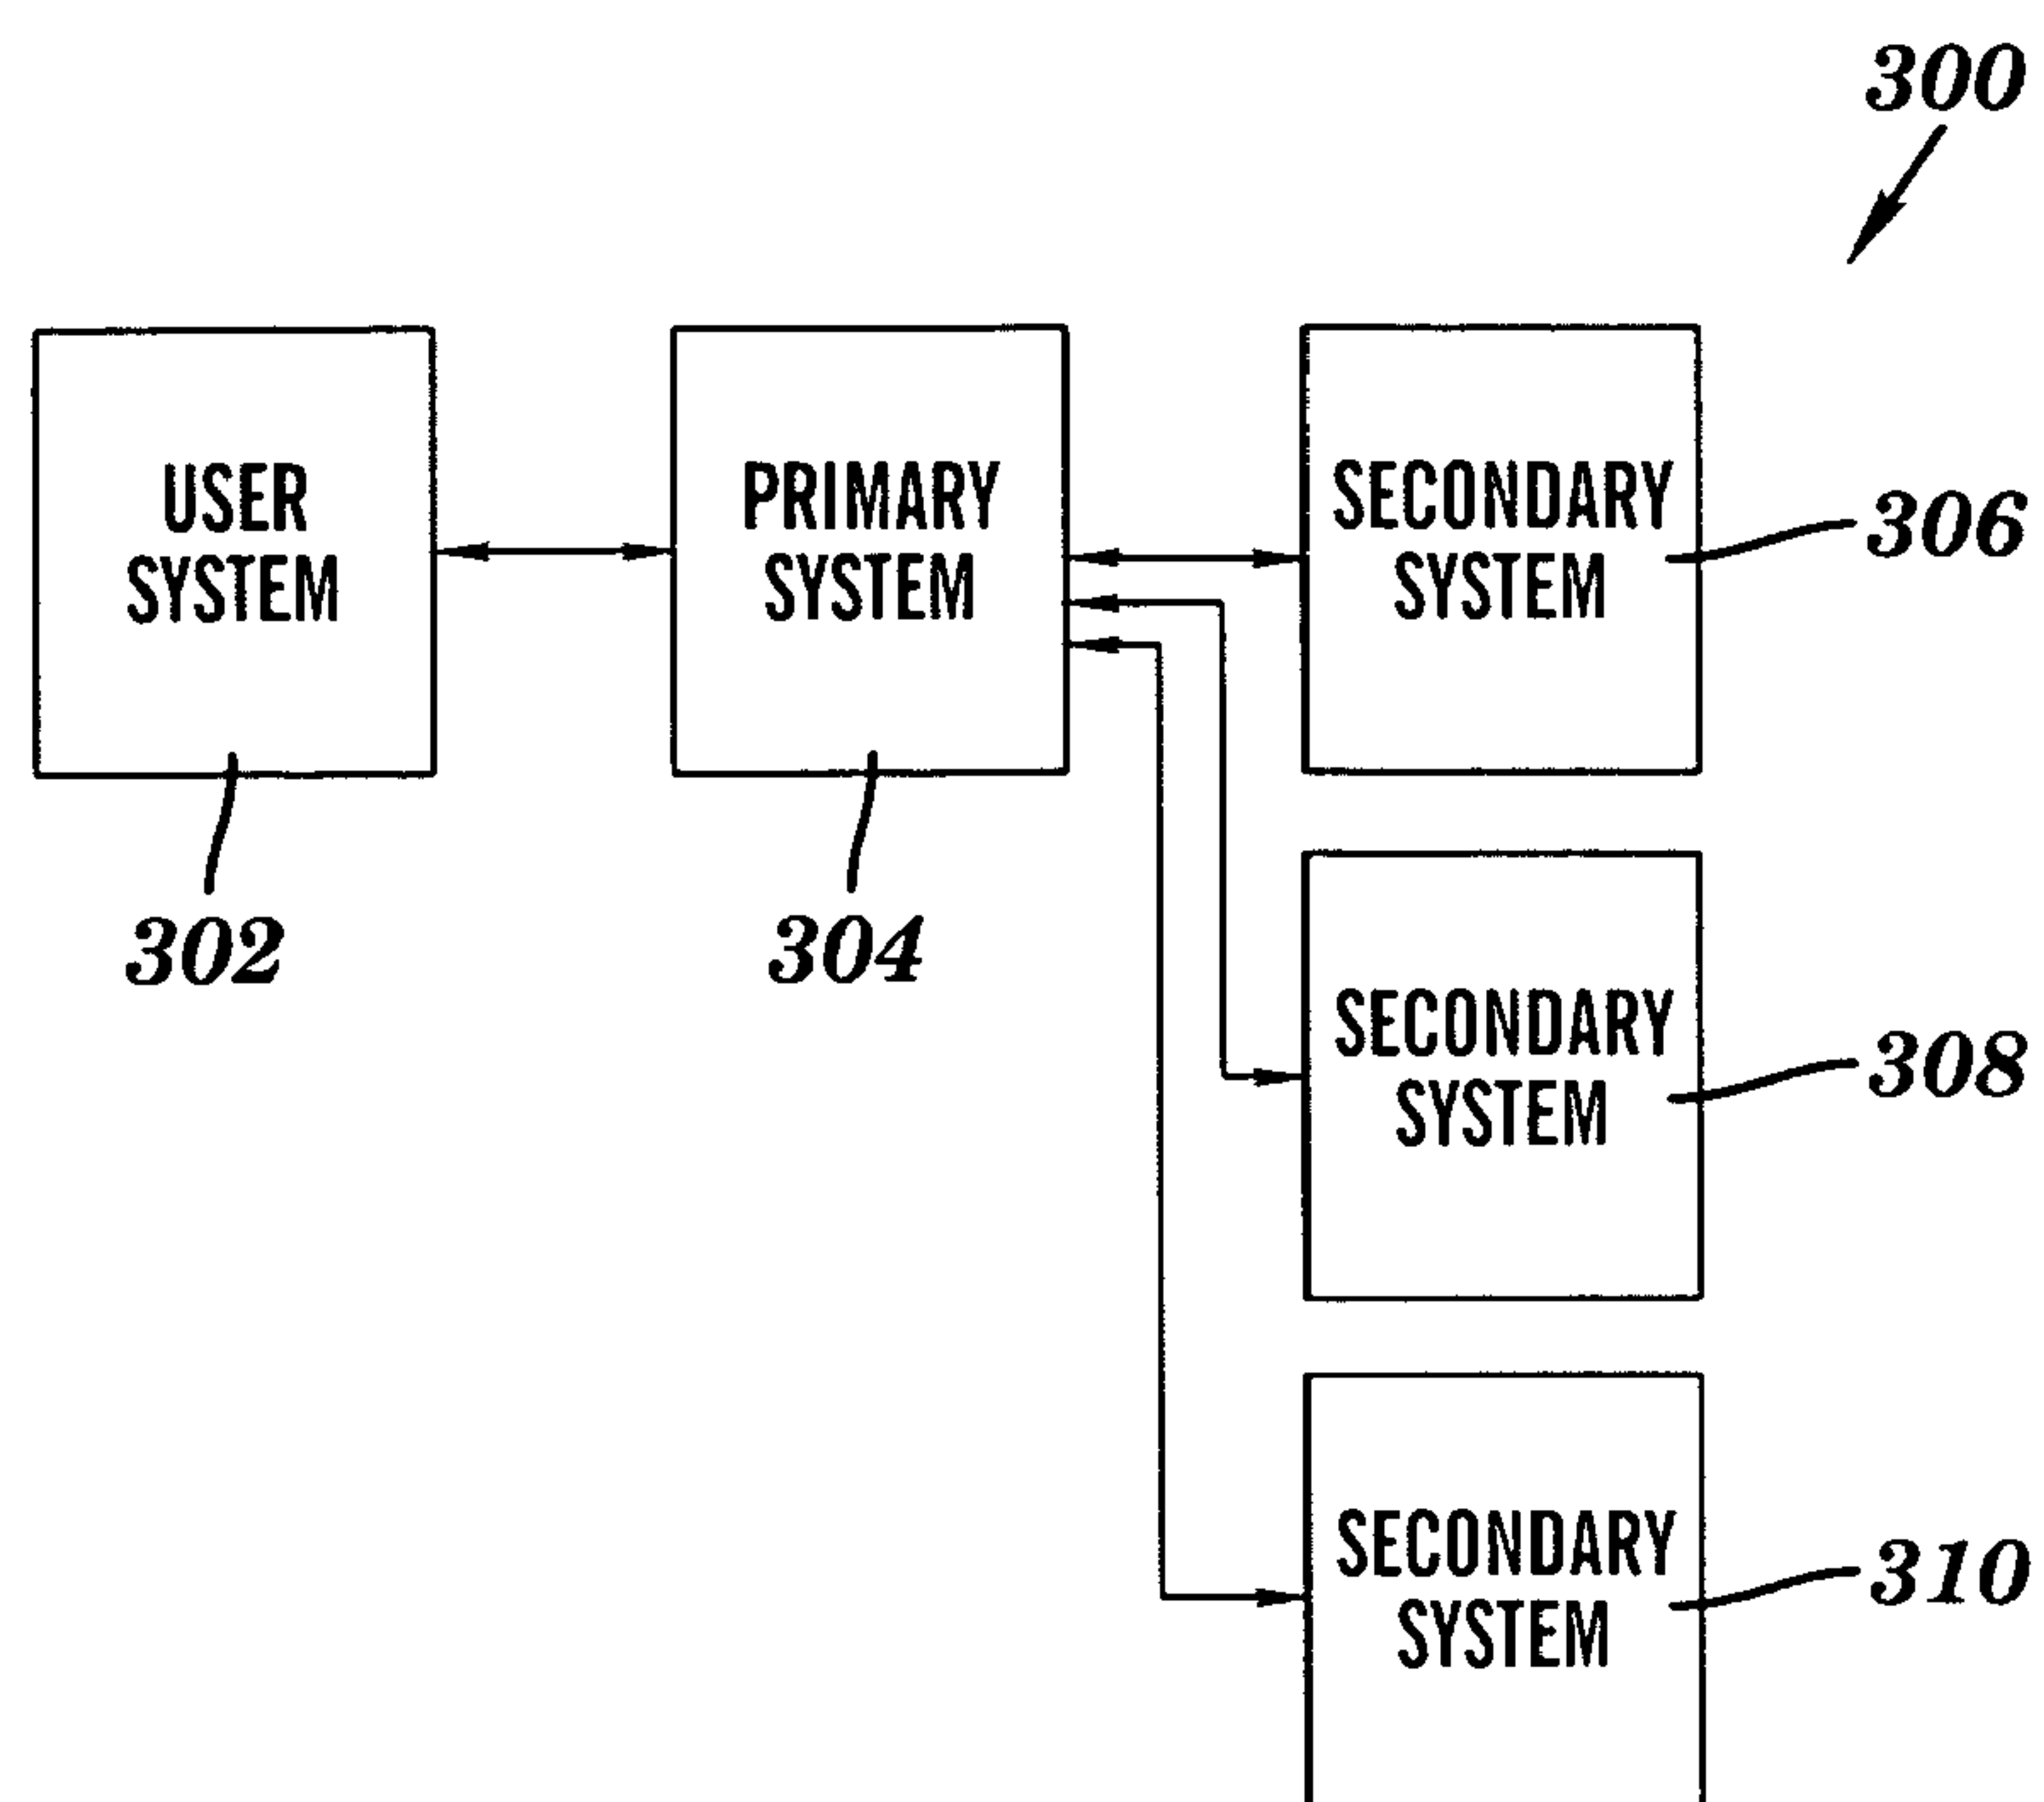 300
USER
SYSTEM
PRIMARY
SYSTEM
SECONDARY
SYSTEM
306
302
304
SECONDARY
SYSTEM
308
SECONDARY
SYSTEM
310